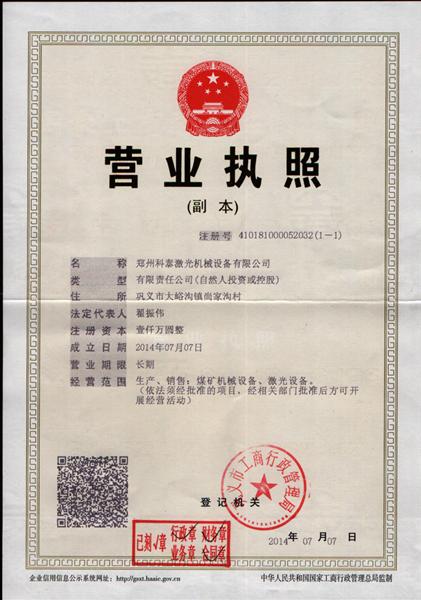 营业执照
(副 本)
注册号 410181000052032(1-1)
名 称 郑州科泰激光机械设备有限公司
类 型 有限责任公司(自然人投资或控股)
住 所 巩义市大峪沟镇尚家沟村
法定代表人 翟振伟
注册资本 壹仟万圆整
成立日期 2014年07月07日
营业期限 长期
经营范围 生产、销售：煤矿机械设备、激光设备。
(依法须经批准的项目，经相关部门批准后方可开
展经营活动)
义市工商行政管理局
登记机关
已刻√章 行政章 财务章
业务章 合同章
2014年07月07日
企业信用信息公示系统网址：http://gsxt.haaic.gov.cn
中华人民共和国国家工商行政管理总局监制